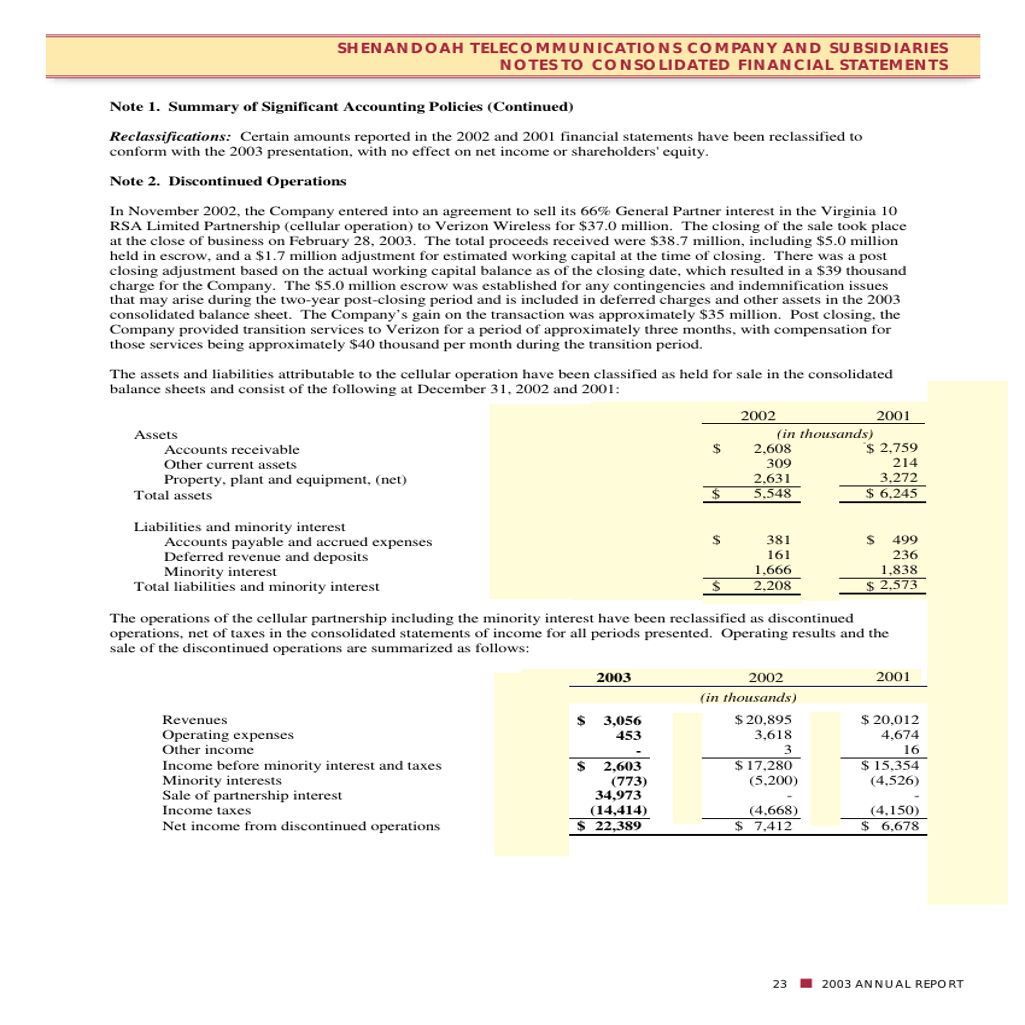 SHENANDOAH TELECOMMUNICATIONS COMPANY AND SUBSIDIARIES
NOTES TO CONSOLIDATED FINANCIAL STATEMENTS
Note 1. Summary of Significant Accounting Policies (Continued)
Reclassifications: Certain amounts reported in the 2002 and 2001 financial statements have been reclassified to
conform with the 2003 presentation, with no effect on net income or shareholders' equity.
Note 2. Discontinued Operations
In November 2002, the Company entered into an agreement to sell its 66% General Partner interest in the Virginia 10
RSA Limited Partnership (cellular operation) to Verizon Wireless for $37.0 million. The closing of the sale took place
at the close of business on February 28, 2003. The total proceeds received were $38.7 million, including $5.0 million
held in escrow, and a $1.7 million adjustment for estimated working capital at the time of closing. There was a post
closing adjustment based on the actual working capital balance as of the closing date, which resulted in a $39 thousand
charge for the Company. The $5.0 million escrow was established for any contingencies and indemnification issues
that may arise during the two-year post-closing period and is included in deferred charges and other assets in the 2003
consolidated balance sheet. The Company's gain on the transaction was approximately $35 million. Post closing, the
Company provided transition services to Verizon for a period of approximately three months, with compensation for
those services being approximately $40 thousand per month during the transition period.
The assets and liabilities attributable to the cellular operation have been classified as held for sale in the consolidated
balance sheets and consist of the following at December 31, 2002 and 2001:
2002 2001
Assets (in thousands)
Accounts receivable $ 2,608 $ 2,759
Other current assets 309 214
Property, plant and equipment, (net) 2,631 3,272
Total assets $ 5,548 $ 6,245
Liabilities and minority interest
Accounts payable and accrued expenses $ 381 $ 499
Deferred revenue and deposits 161 236
Minority interest 1,666 1,838
Total liabilities and minority interest $ 2,208 $ 2,573
The operations of the cellular partnership including the minority interest have been reclassified as discontinued
operations, net of taxes in the consolidated statements of income for all periods presented. Operating results and the
sale of the discontinued operations are summarized as follows:
2003 2002 2001
(in thousands)
Revenues $ 3,056 $ 20,895 $ 20,012
Operating expenses 453 3,618 4,674
Other income - 3 16
Income before minority interest and taxes $ 2,603 $ 17,280 $ 15,354
Minority interests (773) (5,200) (4,526)
Sale of partnership interest 34,973 - -
Income taxes (14,414) (4,668) (4,150)
Net income from discontinued operations $ 22,389 $ 7,412 $ 6,678
23 ■ 2003 ANNUAL REPORT